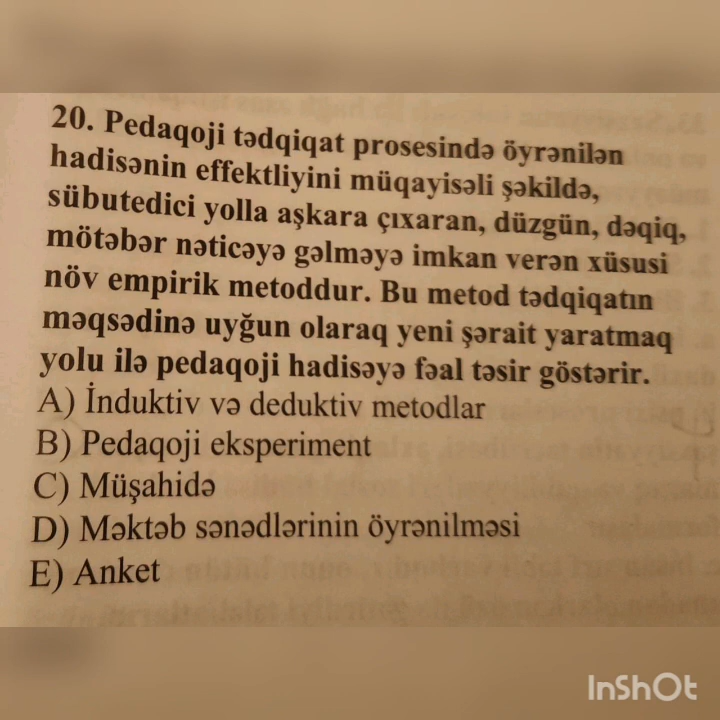 20. Pedaqoji tədqiqat prosesində öyrənilən
hadisənin effektliyini müqayisəli şəkildə,
sübutedici yolla aşkara çıxaran, düzgün, dəqiq,
mötəbər nəticəyə gəlməyə imkan verən xüsusi
növ empirik metoddur. Bu metod tədqiqatın
məqsədinə uyğun olaraq yeni şərait yaratmaq
yolu ilə pedaqoji hadisəyə fəal təsir göstərir.
A) İnduktiv və deduktiv metodlar
B) Pedaqoji eksperiment
C) Müşahidə
D) Məktəb sənədlərinin öyrənilməsi
E) Anket
InShOt